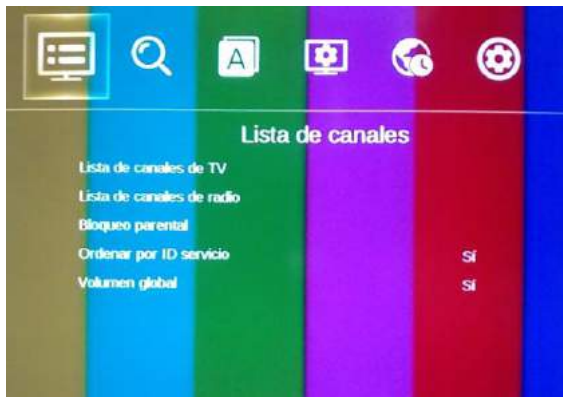 A
Lista de canales
Lista de canales de TV
Lista de canales de radio
Bloqueo parental
Ordenar por ID servicio Sí
Volumen global Sí